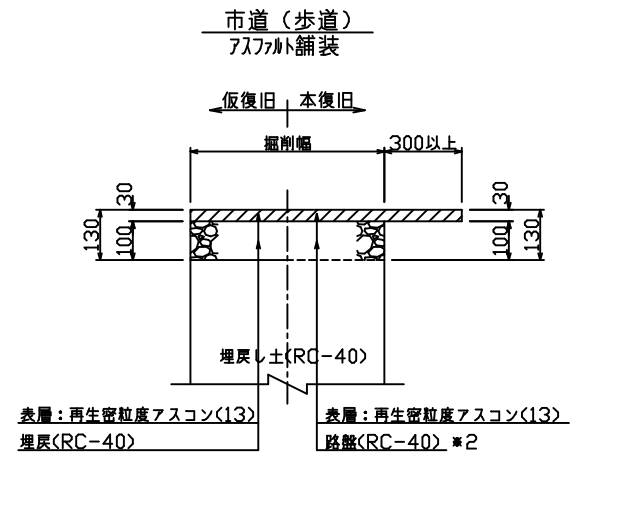 市道（歩道）
アスファルト舗装
仮復旧 本復旧
掘削幅 300以上
30 30
130 100 100 130
埋戻し土(RC-40)
表層：再生密粒度アスコン(13) 表層：再生密粒度アスコン(13)
埋戻(RC-40) 路盤(RC-40) ※2